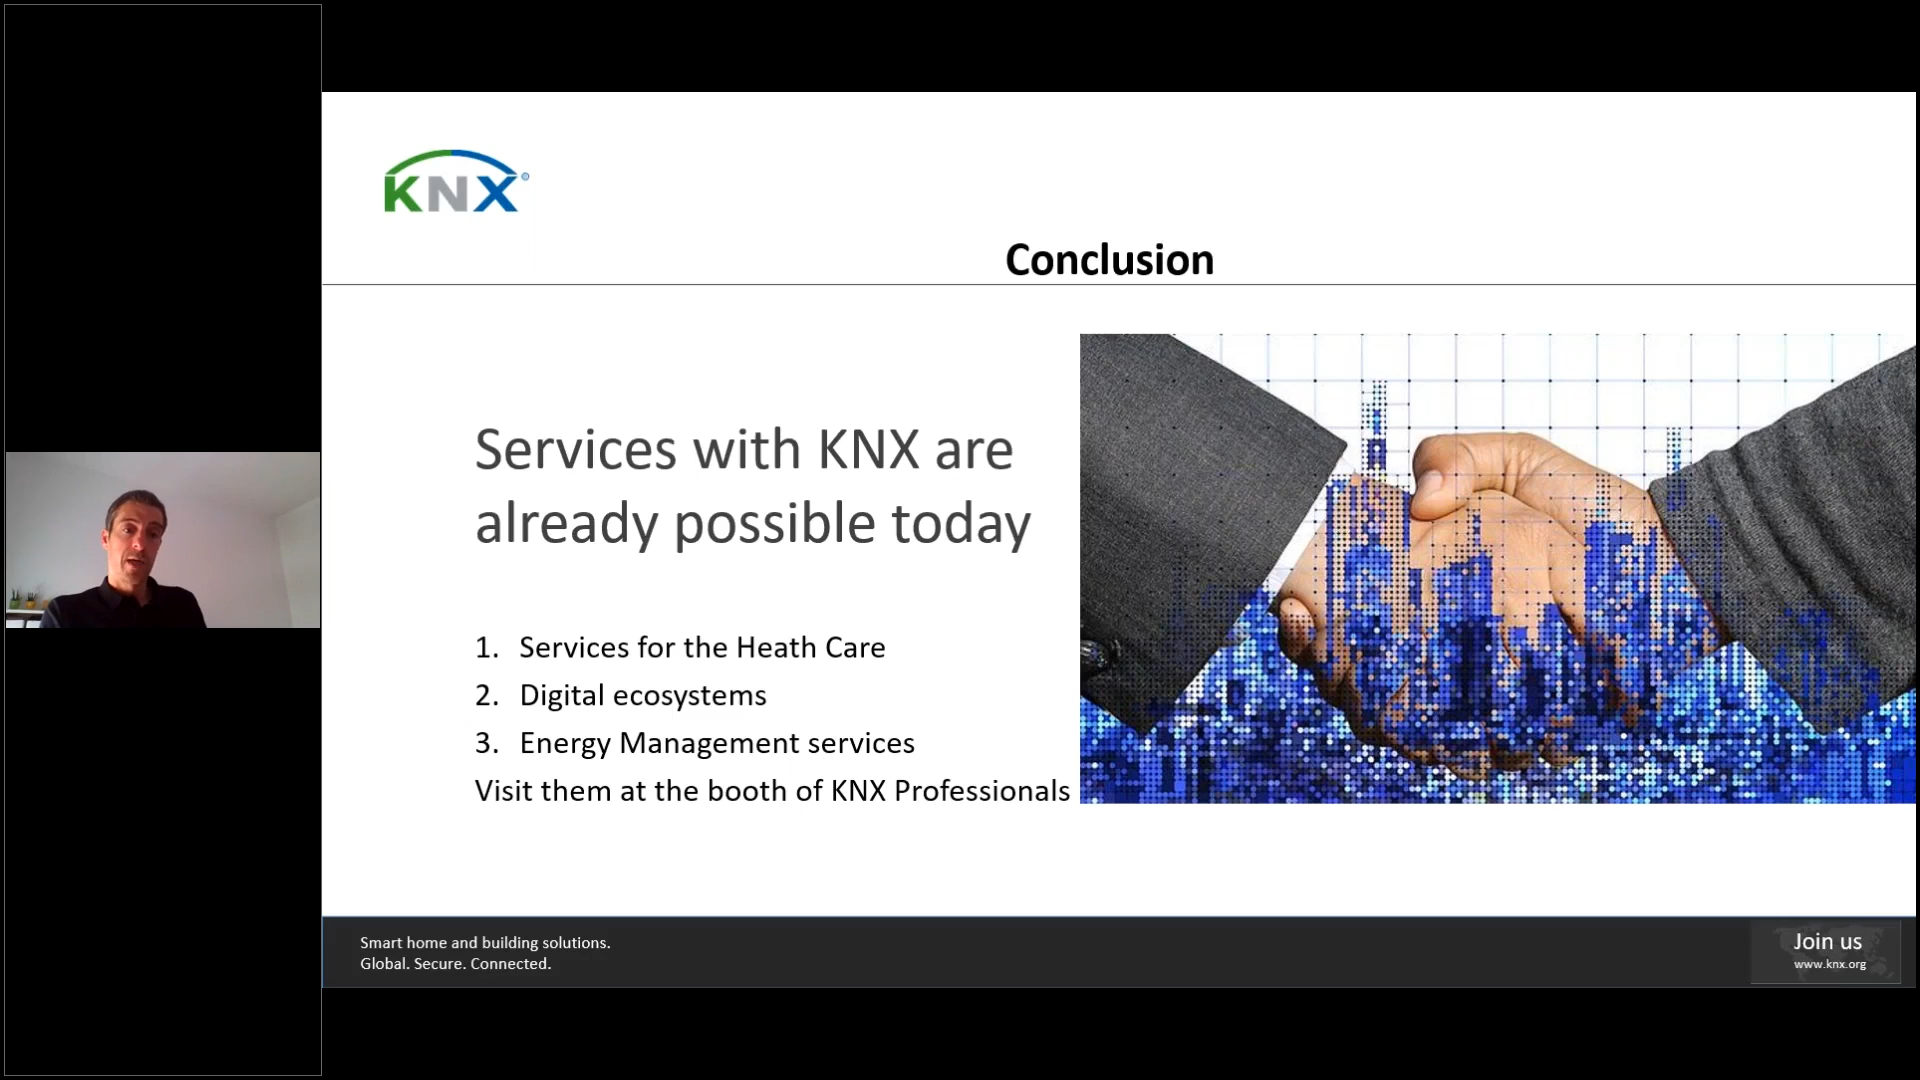 KNX®
Conclusion
Services with KNX are
already possible today
1. Services for the Heath Care
2. Digital ecosystems
3. Energy Management services
Visit them at the booth of KNX Professionals
Smart home and building solutions.
Global. Secure. Connected.
Join us
www.knx.org